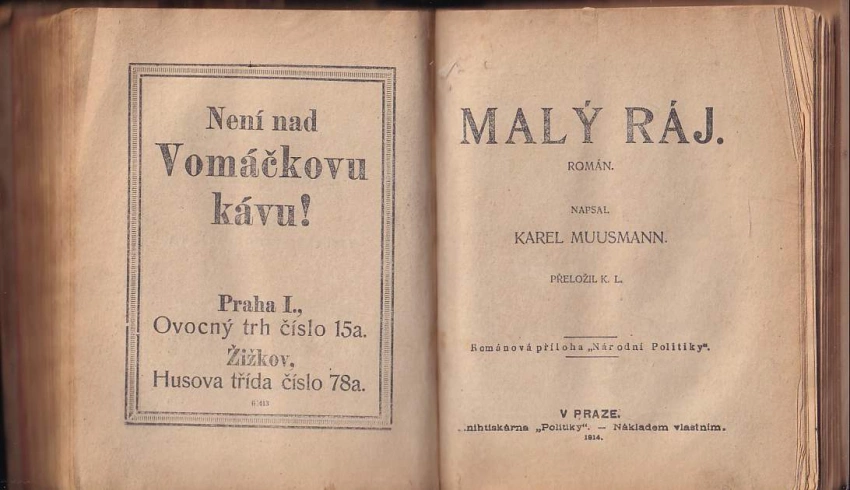 Není nad
Vomáčkovu
kávu!
Praha I.,
Ovocný trh číslo 15a.
Žižkov,
Husova třída číslo 78a.
MALÝ RÁJ.
ROMÁN.
NAPSAL
KAREL MUUSMANN.
PŘELOŽIL K. L.
Románová příloha „Národní Politiky“.
V PRAZE.
nihtiskárna „Politiky“. — Nákladem vlastním.
1914.